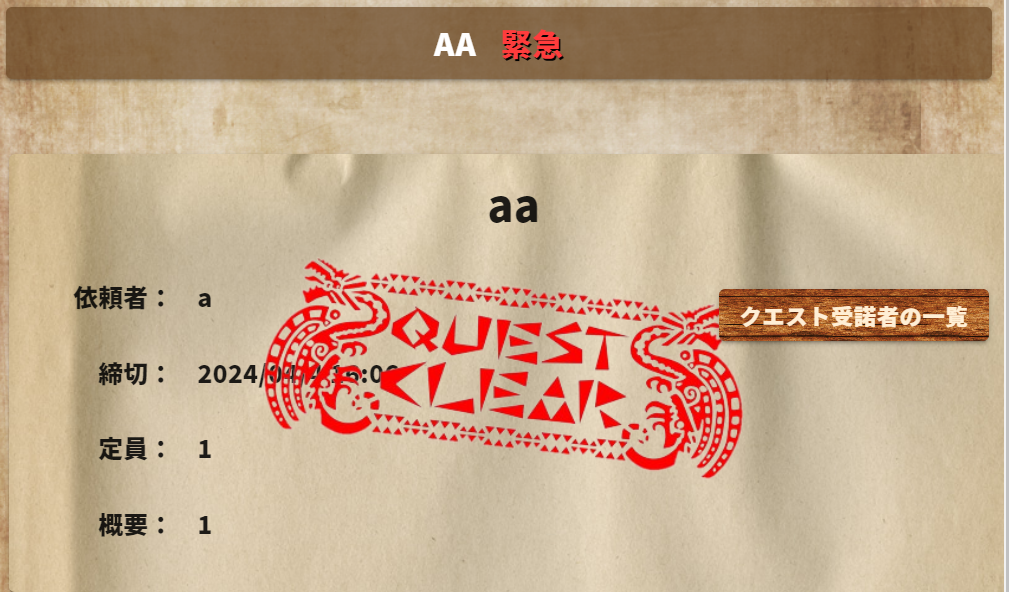 AA 緊急
aa
依頼者： a
クエスト受諾者の一覧
締切： 2024/04/
定員： 1
概要： 1
QUEST
CLEAR